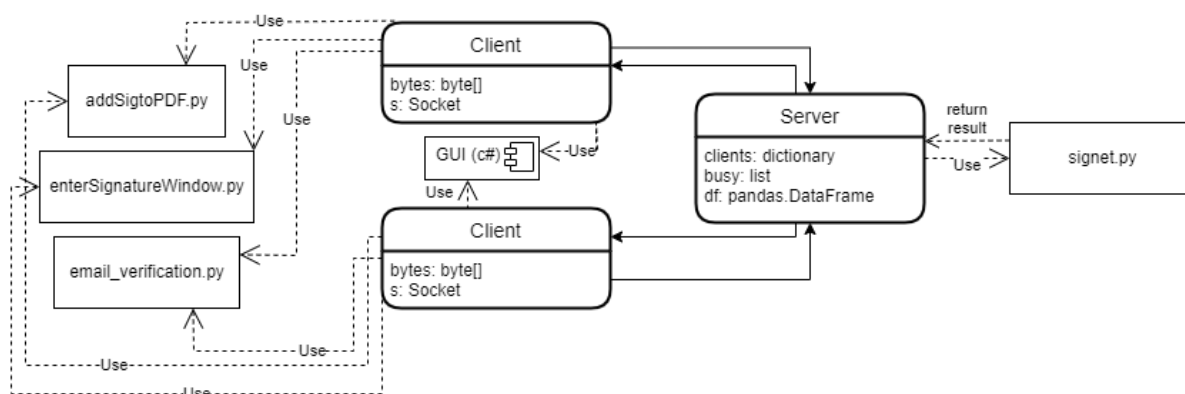 Use
Client
bytes: byte[]
s: Socket
Use
addSigtoPDF.py
Use
Server
clients: dictionary
busy: list
df: pandas.DataFrame
return
result
Use
signet.py
GUI (c#)
Use
enterSignatureWindow.py
Use
Client
bytes: byte[]
s: Socket
email_verification.py
Use
Use
Use